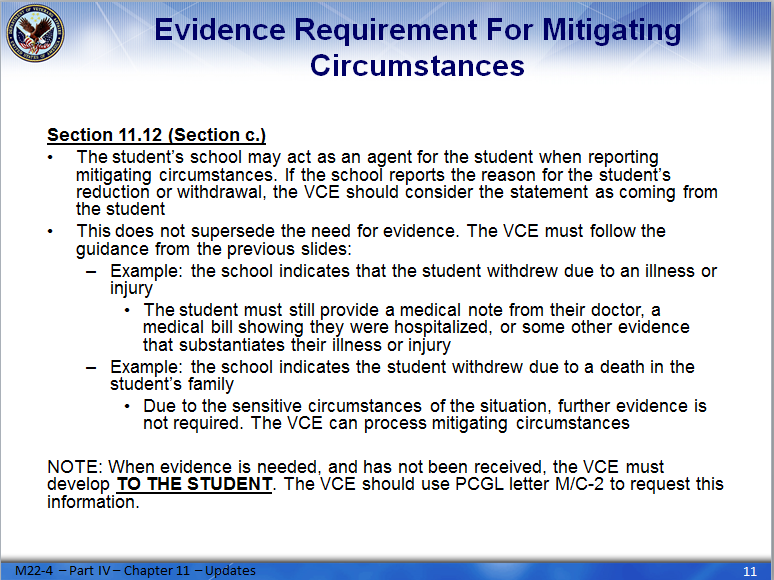 Evidence Requirement For Mitigating
Circumstances
Section 11.12 (Section c.)
• The student's school may act as an agent for the student when reporting
mitigating circumstances. If the school reports the reason for the student's
reduction or withdrawal, the VCE should consider the statement as coming from
the student
• This does not supersede the need for evidence. The VCE must follow the
guidance from the previous slides:
– Example: the school indicates that the student withdrew due to an illness or
injury
• The student must still provide a medical note from their doctor, a
medical bill showing they were hospitalized, or some other evidence
that substantiates their illness or injury
– Example: the school indicates the student withdrew due to a death in the
student's family
• Due to the sensitive circumstances of the situation, further evidence is
not required. The VCE can process mitigating circumstances
NOTE: When evidence is needed, and has not been received, the VCE must
develop TO THE STUDENT. The VCE should use PCGL letter M/C-2 to request this
information.
M22-4 – Part IV – Chapter 11 – Updates
11